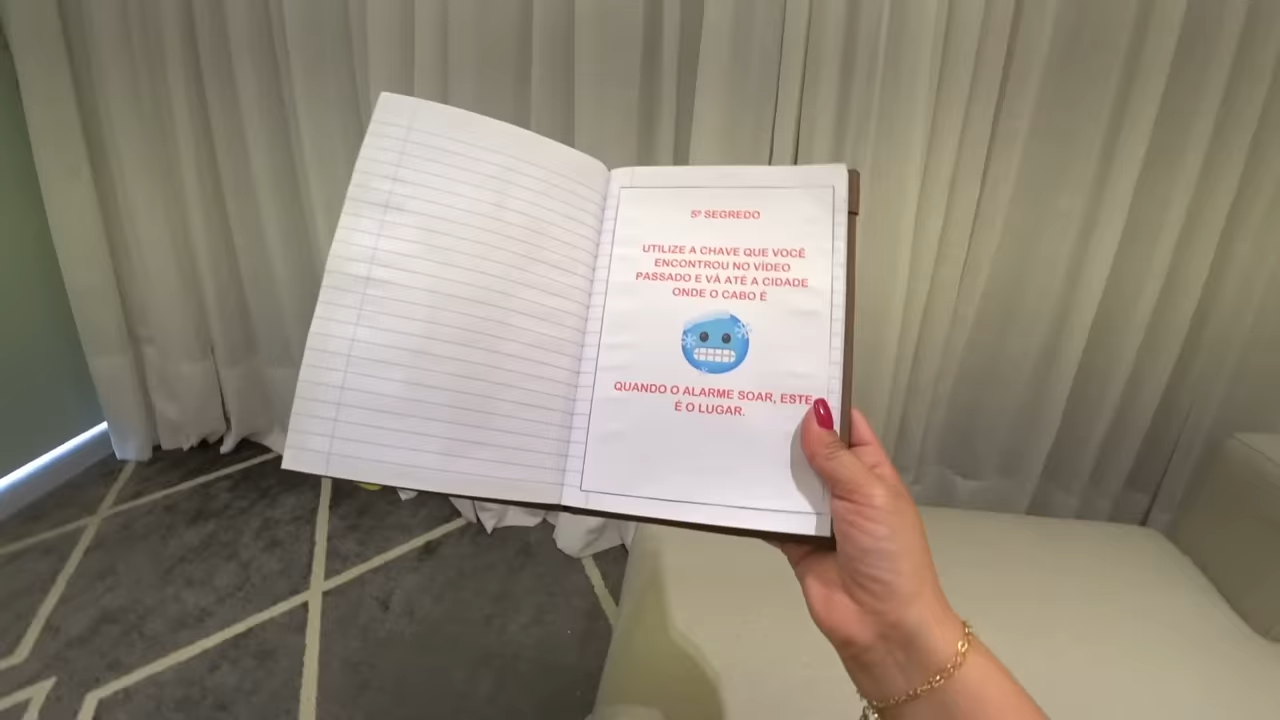 5º SEGREDO
UTILIZE A CHAVE QUE VOCÊ
ENCONTROU NO VÍDEO
PASSADO E VÁ ATÉ A CIDADE
ONDE O CABO É
QUANDO O ALARME SOAR, ESTE
É O LUGAR.